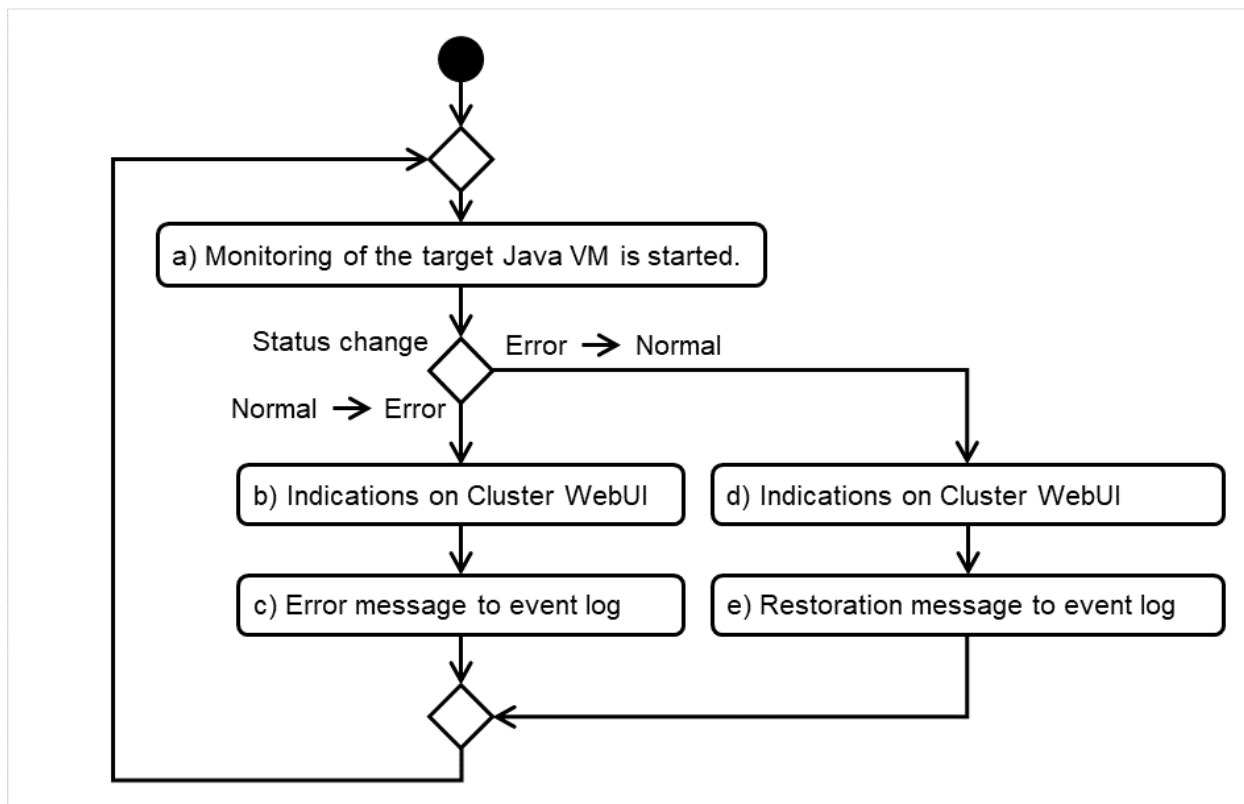 a) Monitoring of the target Java VM is started.
Status change
Error → Normal
Normal → Error
b) Indications on Cluster WebUI
d) Indications on Cluster WebUI
c) Error message to event log
e) Restoration message to event log